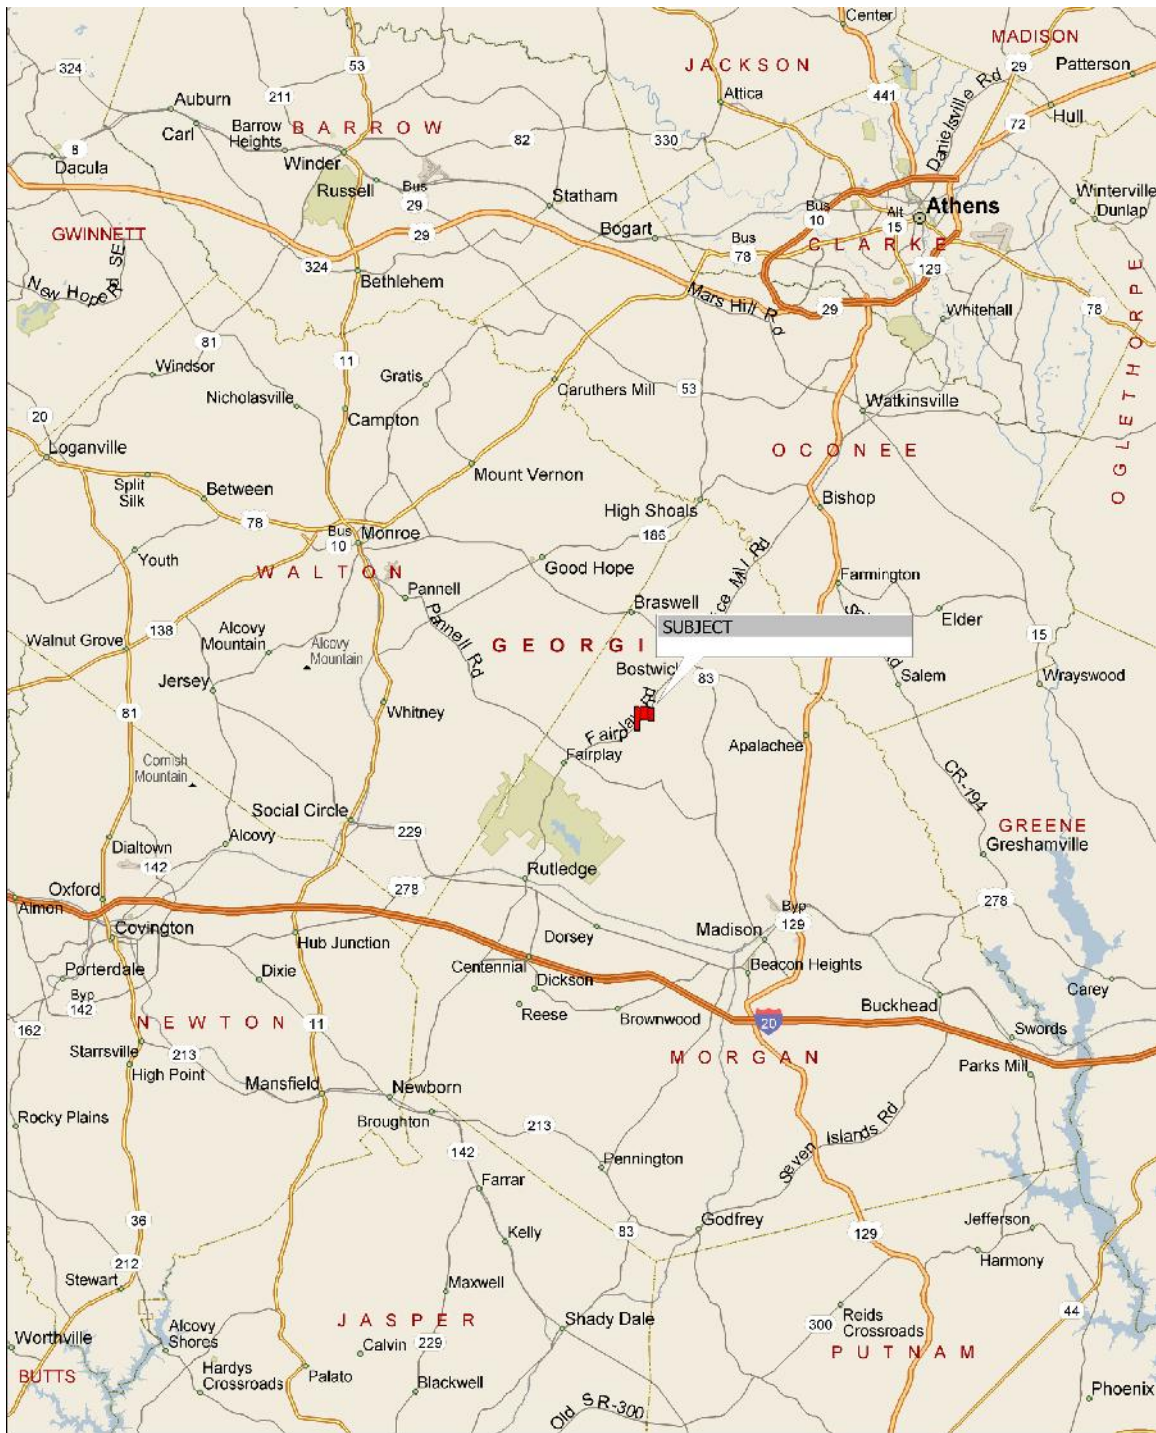 Center
MADISON
53
29
Patterson
324
JACKSON
Danielsville Rd
211
Attica
441
Auburn
Hull
Carl
Barrow
Heights
BARROW
72
82
330
8
Dacula
Winder
Russell
Bus
29
Statham
Winterville
Dunlap
Bus
10
Alt
15
Athens
29
Bogart
GWINNETT
Bus
78
CLARKE
324
129
New Hope Rd SE
Bethlehem
Mars Hill Rd
29
Whitehall
78
OGLETHORPE
81
11
Windsor
Gratis
Caruthers Mill
53
Nicholasville
Watkinsville
20
Campton
Loganville
OCONEE
Mount Vernon
Split
Silk
Between
Bishop
High Shoals
78
Bus
10
Monroe
186
Youth
Good Hope
WALTON
Farmington
Pannell
Braswell
Elder
Pannell Rd
138
SUBJECT
15
Walnut Grove
Alcovy
Mountain
Alcovy
Mountain
GEORGI
Bostwick
83
Salem
Wrayswood
Jersey
81
Whitney
Fairplay
Apalachee
Cornish
Mountain
CR-194
Social Circle
229
GREENE
Greshamville
Dialtown
Alcovy
142
Rutledge
278
Oxford
278
Almon
Byp
129
Covington
Dorsey
Madison
Hub Junction
Centennial
Beacon Heights
Porterdale
Dixie
Dickson
Carey
Byp
142
Reese
Brownwood
Buckhead
162
NEWTON
11
20
Swords
Starrsville
213
MORGAN
High Point
Mansfield
Newborn
Parks Mill
Rocky Plains
Broughton
213
Seven Islands Rd
142
Pennington
Farrar
36
Godfrey
Jefferson
Kelly
83
129
212
Harmony
Stewart
Maxwell
44
JASPER
Shady Dale
300
Reids
Crossroads
Worthville
Alcovy
Shores
Calvin
229
PUTNAM
BUTTS
Hardys
Crossroads
Palato
Blackwell
Phoenix
Old SR-300